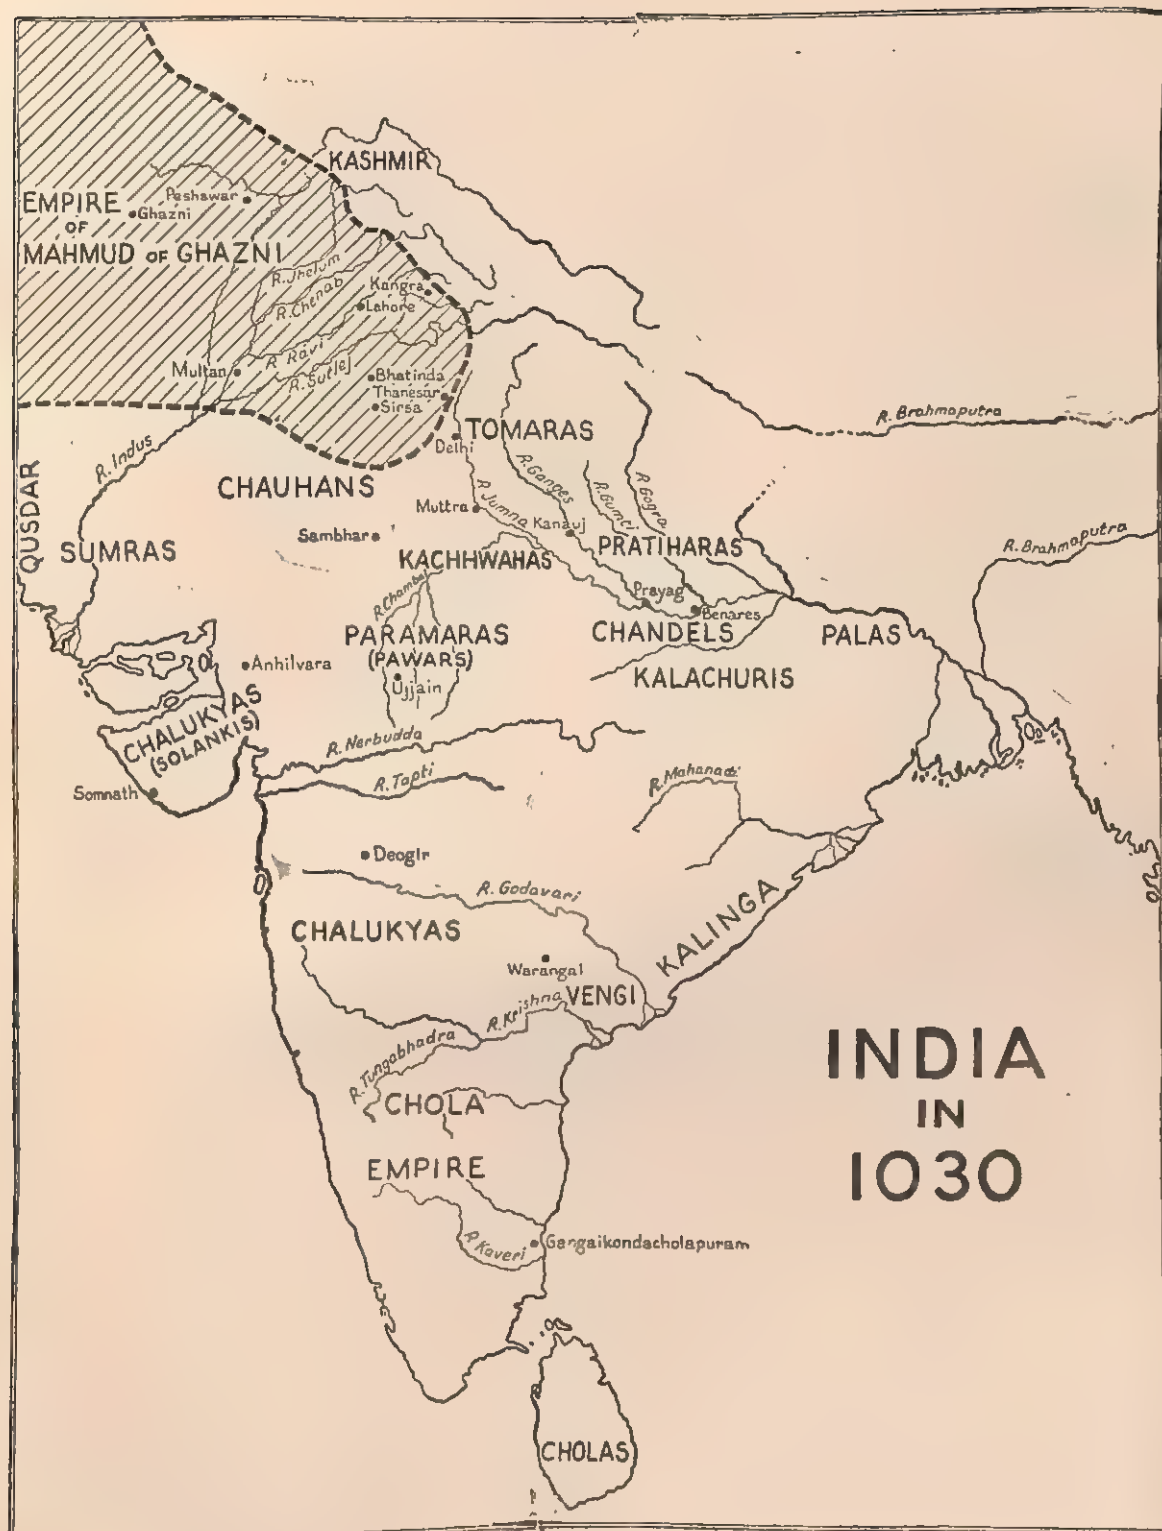 KASHMIR
Peshawar
EMPIRE
OF
MAHMUD OF GHAZNI
Ghazni
R. Jhelum
R. Chenab
Kangra
Lahore
R Ravi
R. Sutlej
Multan
Bhatinda
Thanesar
Sirsa
R. Brahmaputra
TOMARAS
Delhi
R. Indus
QUSDAR
CHAUHANS
R. Ganges
R. Gumti
R. Gogra
R Jumna
Muttra
Kanauj
Sambhar
SUMRAS
KACHHWAHAS
PRATIHARAS
R. Brahmaputra
R. Chambal
Prayag
Benares
PARAMARAS
(PAWARS)
CHANDELS
PALAS
Anhilvara
Ujjain
KALACHURIS
CHALUKYAS
(SOLANKIS)
R. Nerbudda
R. Tapti
R. Mahanadi
Somnath
Deogir
R. Godavari
CHALUKYAS
KALINGA
Warangal
VENGI
R. Krishna
R. Tungabhadra
CHOLA
EMPIRE
R Kaveri
Gangaikondacholapuram
INDIA
IN
1030
CHOLAS